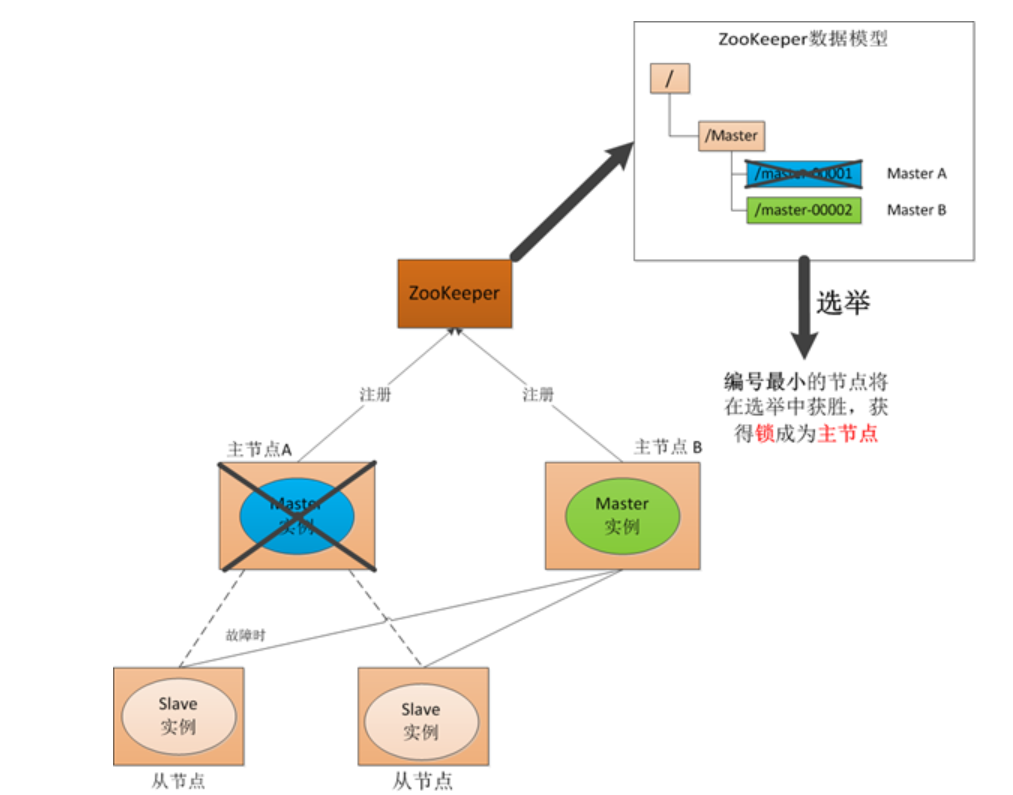 ZooKeeper数据模型
/
/Master
/master-00001
Master A
/master-00002
Master B
ZooKeeper
选举
编号最小的节点将
在选举中获胜，获
得锁成为主节点
注册
注册
主节点A
主节点 B
Master
实例
Master
实例
故障时
Slave
实例
Slave
实例
从节点
从节点